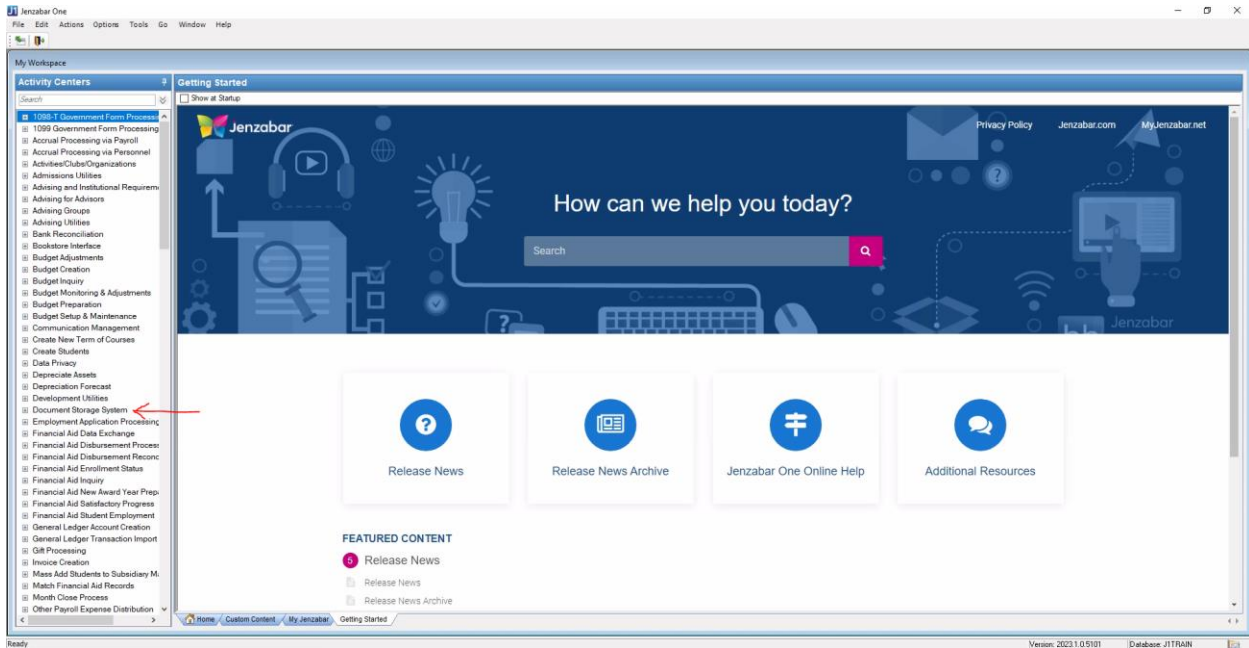 Jenzabar One
File Edit Actions Options Tools Go Window Help
My Workspace
Activity Centers
Search
1098-T Government Form Processi
1099 Government Form Processing
Accrual Processing via Payroll
Accrual Processing via Personnel
Activities/Clubs/Organizations
Admissions Utilities
Advising and Institutional Requireme
Advising for Advisors
Advising Groups
Advising Utilities
Bank Reconciliation
Bookstore Interface
Budget Adjustments
Budget Creation
Budget Inquiry
Budget Monitoring & Adjustments
Budget Preparation
Budget Setup & Maintenance
Communication Management
Create New Term of Courses
Create Students
Data Privacy
Depreciate Assets
Depreciation Forecast
Development Utilities
Document Storage System
Employment Application Processing
Financial Aid Data Exchange
Financial Aid Disbursement Process
Financial Aid Disbursement Reconc
Financial Aid Enrollment Status
Financial Aid Inquiry
Financial Aid New Award Year Prepa
Financial Aid Satisfactory Progress
Financial Aid Student Employment
General Ledger Account Creation
General Ledger Transaction Import
Gift Processing
Invoice Creation
Mass Add Students to Subsidiary Ma
Match Financial Aid Records
Month Close Process
Other Payroll Expense Distribution
Getting Started
Show at Startup
Jenzabar
Privacy Policy Jenzabar.com MyJenzabar.net
How can we help you today?
Search
Jenzabar
Release News
Release News Archive
Jenzabar One Online Help
Additional Resources
FEATURED CONTENT
5 Release News
Release News
Release News Archive
Home Custom Content My Jenzabar Getting Started
Ready
Version: 2023.1.0.5101 Database: J1TRAIN